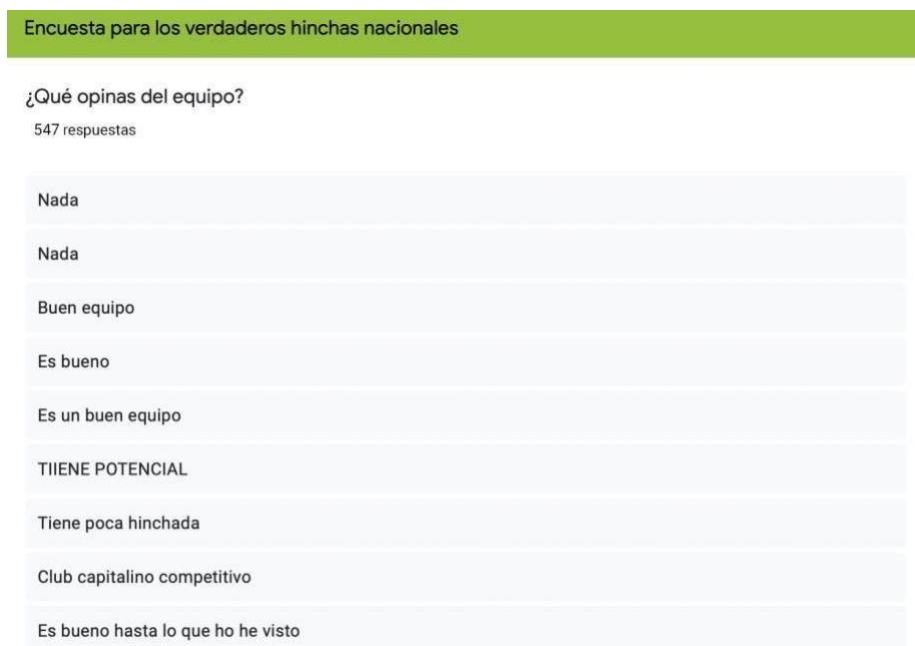 Encuesta para los verdaderos hinchas nacionales
¿Qué opinas del equipo?
547 respuestas
Nada
Nada
Buen equipo
Es bueno
Es un buen equipo
TIIENE POTENCIAL
Tiene poca hinchada
Club capitalino competitivo
Es bueno hasta lo que ho he visto